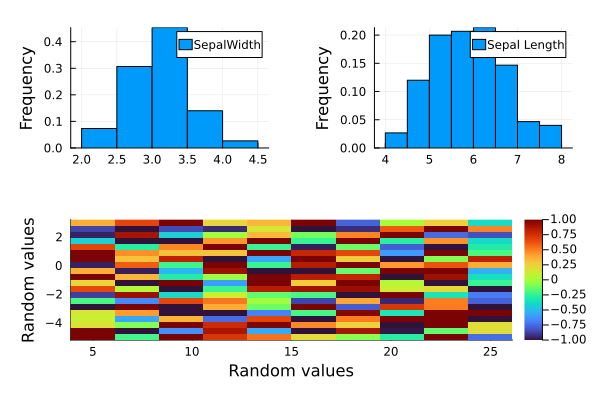 Frequency
0.4
0.3
0.2
0.1
0.0
SepalWidth
2.0 2.5 3.0 3.5 4.0 4.5
Frequency
0.20
0.15
0.10
0.05
0.00
Sepal Length
4 5 6 7 8
Random values
2
0
−2
−4
5 10 15 20 25
Random values
1.00
0.75
0.50
0.25
0
−0.25
−0.50
−0.75
−1.00